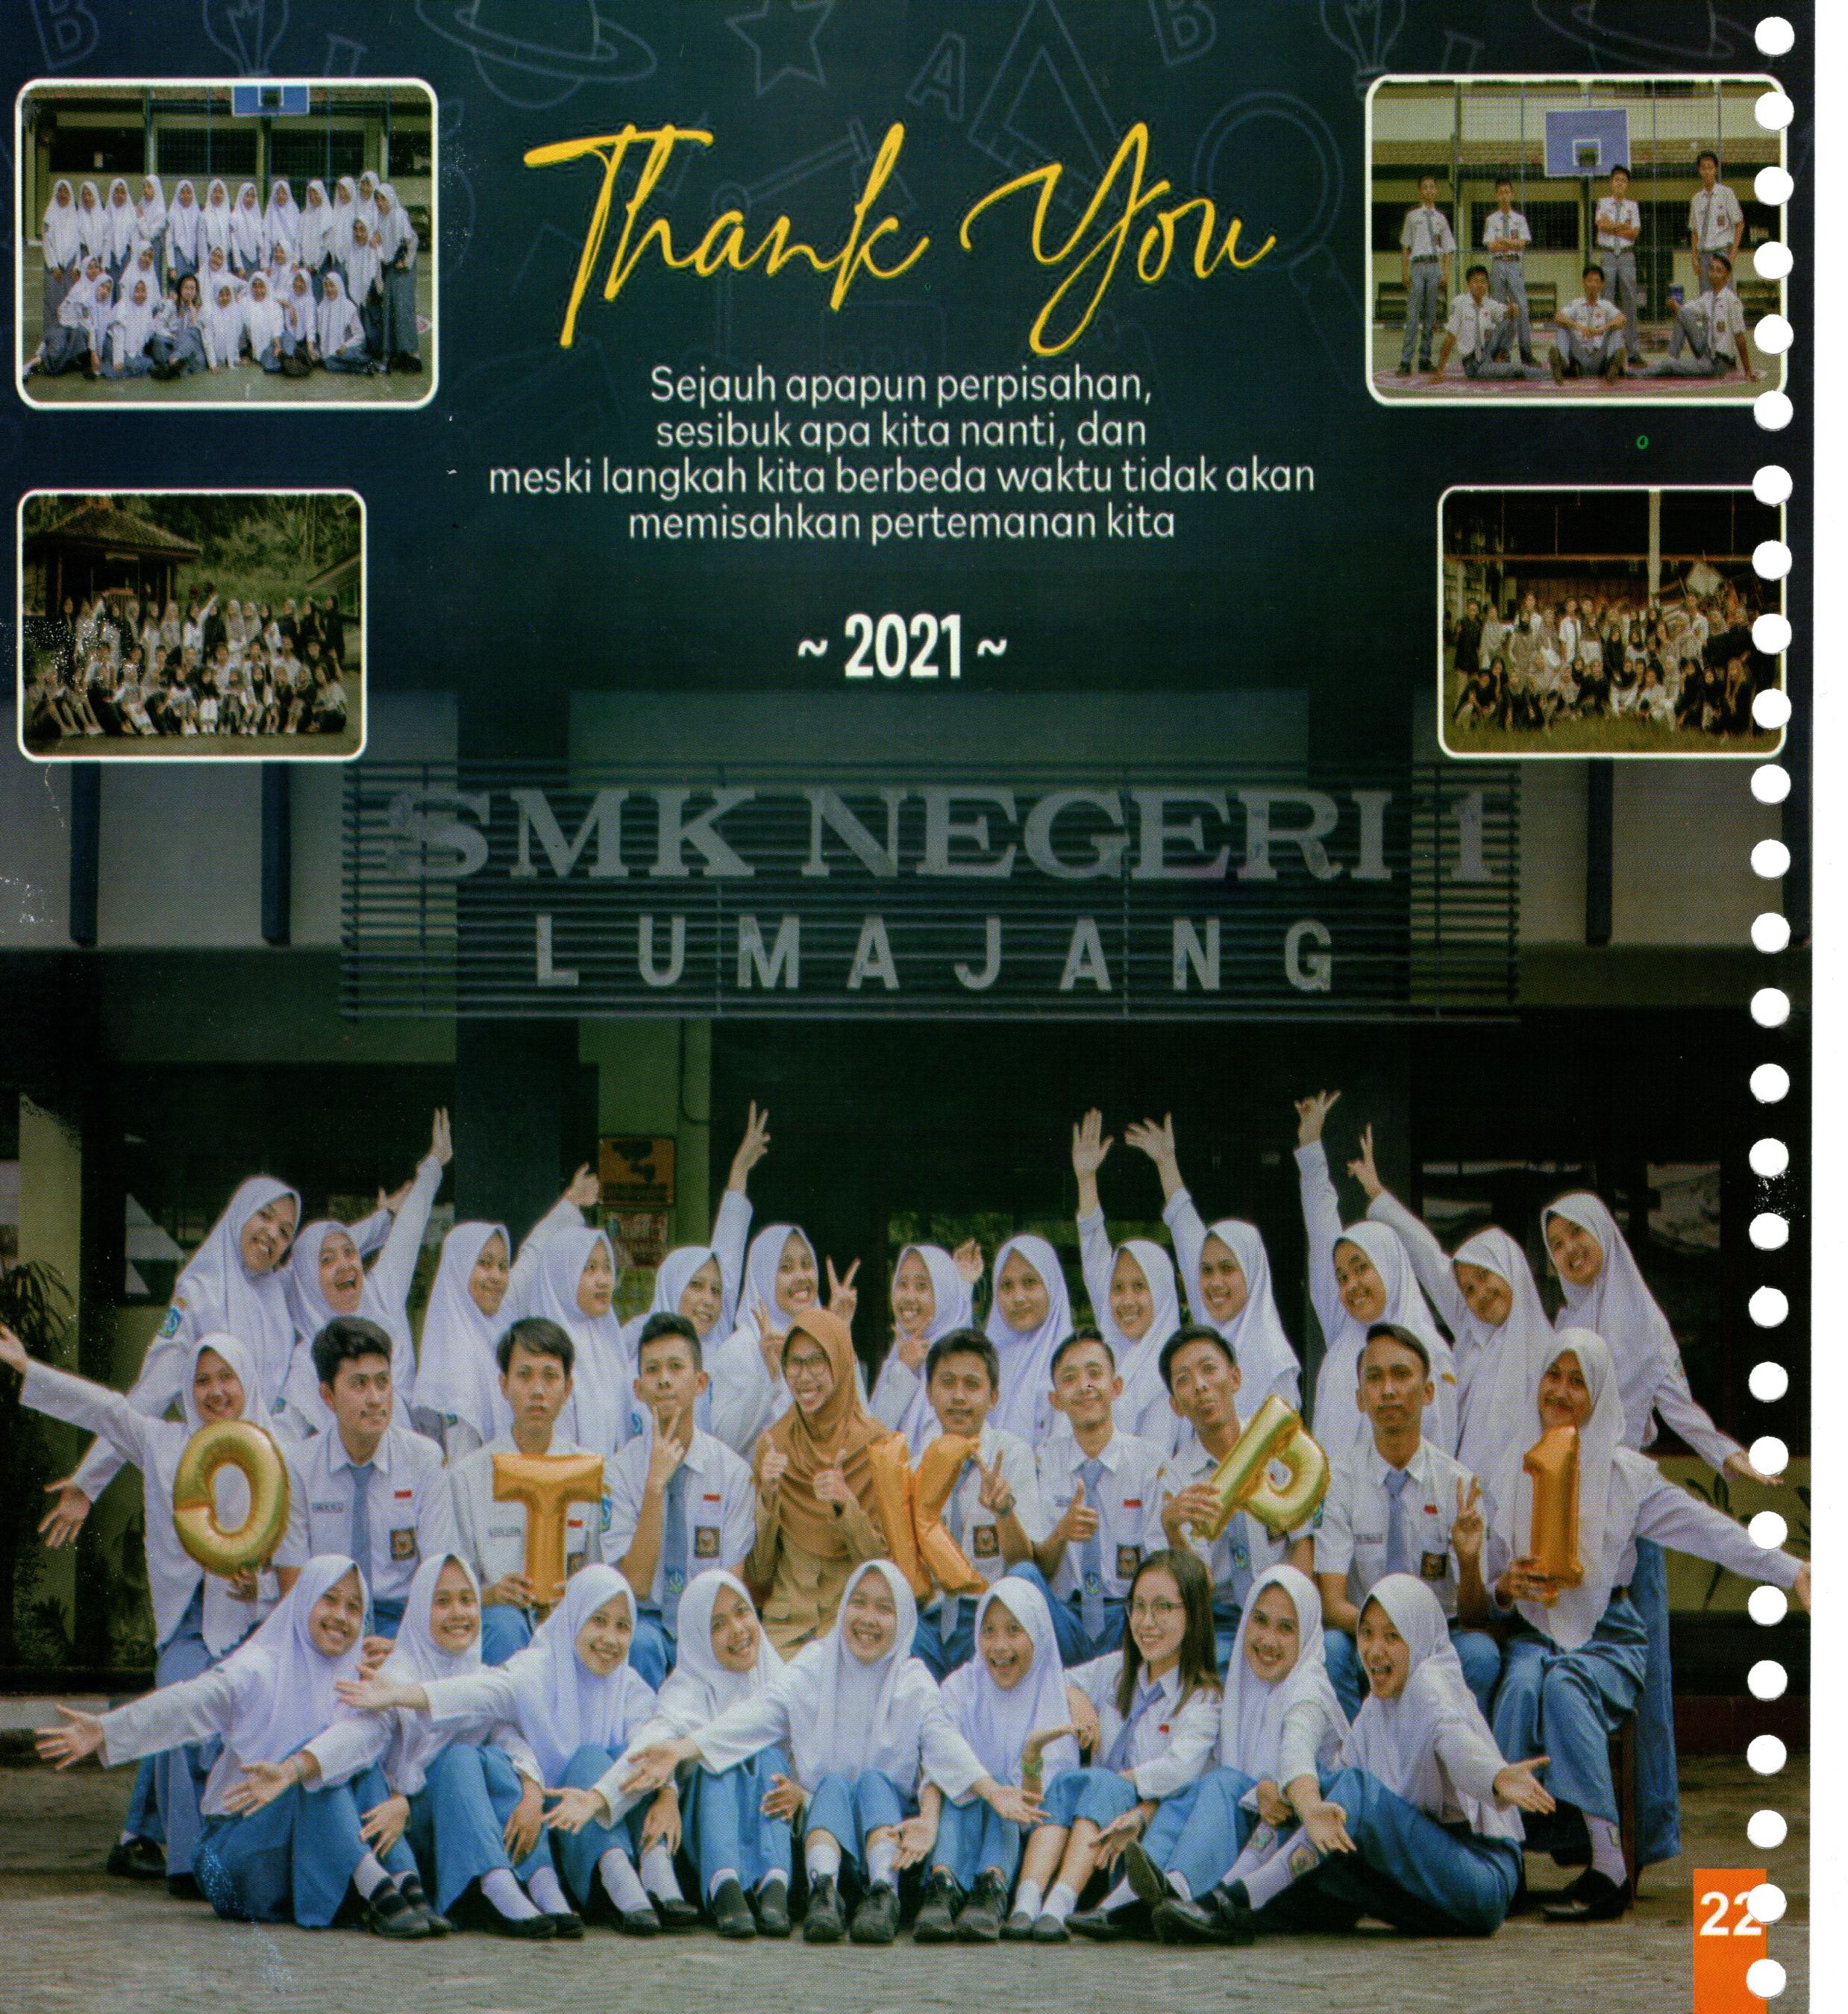 Thank You
Sejauh apapun perpisahan,
sesibuk apa kita nanti, dan
meski langkah kita berbeda waktu tidak akan
memisahkan pertemanan kita
~ 2021 ~
SMK NEGERI 1
LUMAJANG
O T K P 1
22